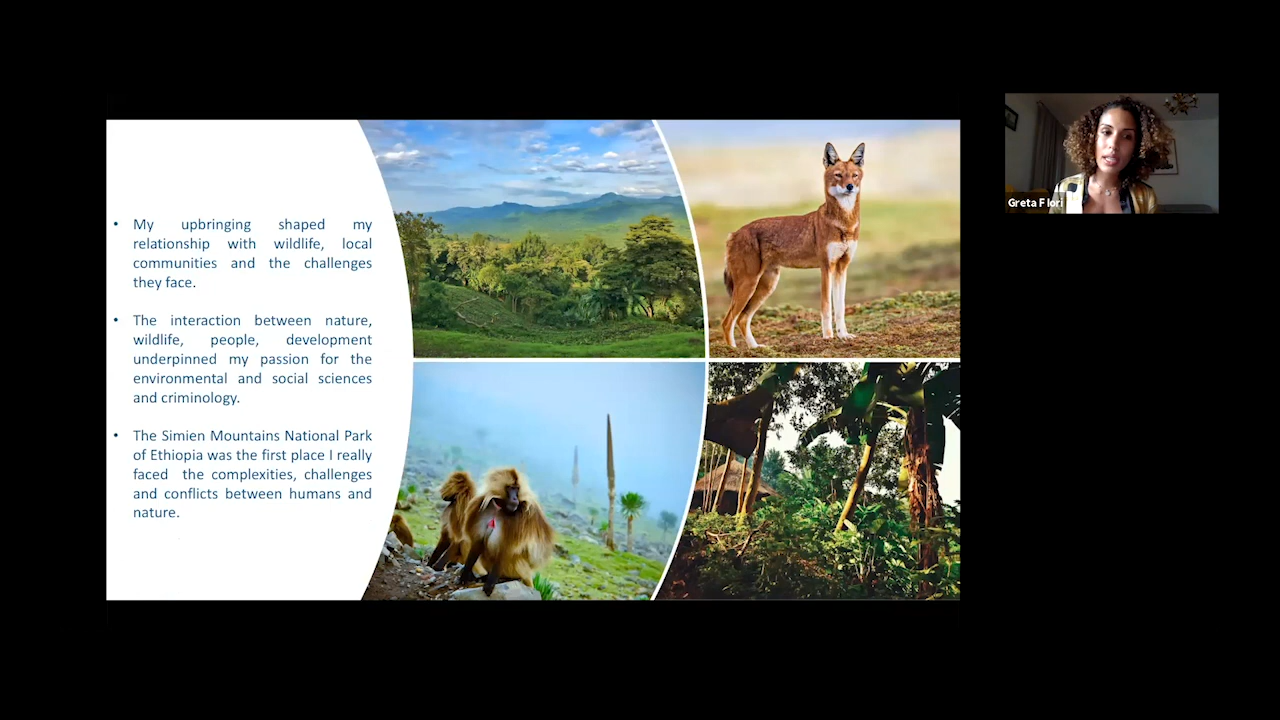 • My upbringing shaped my
relationship with wildlife, local
communities and the challenges
they face.
• The interaction between nature,
wildlife, people, development
underpinned my passion for the
environmental and social sciences
and criminology.
• The Simien Mountains National Park
of Ethiopia was the first place I really
faced the complexities, challenges
and conflicts between humans and
nature.
Greta F Iori